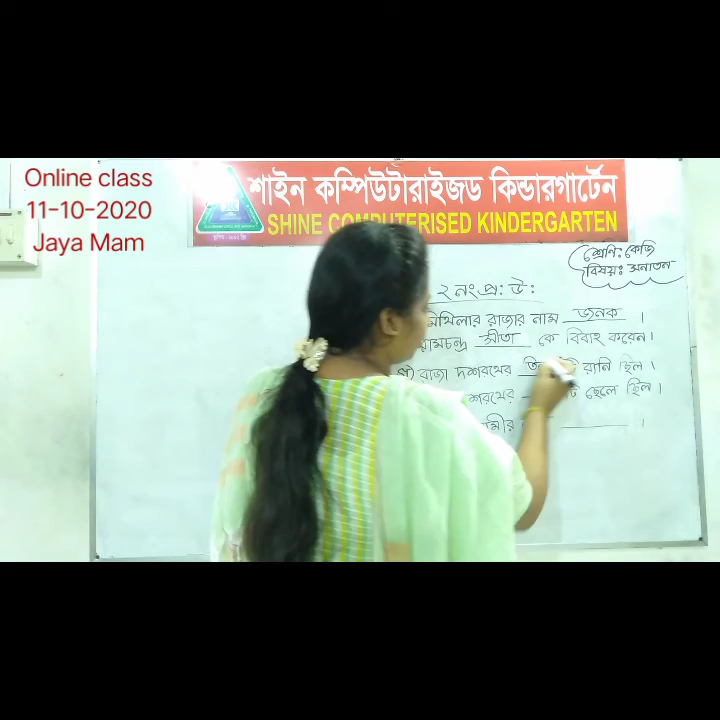 Online class
11-10-2020
Jaya Mam
শাইন কম্পিউটারাইজড কিন্ডারগার্টেন
SHINE COMPUTERISED KINDERGARTEN
শ্রেণি: কেজি
বিষয়: সনাতন
২ নং প্র: উ:
মিথিলার রাজার নাম জনক ।
রামচন্দ্র সীতা কে বিবাহ করেন।
গ) রাজা দশরথের তিন টি রানি ছিল ।
দশরথের টি ছেলে ছিল ।